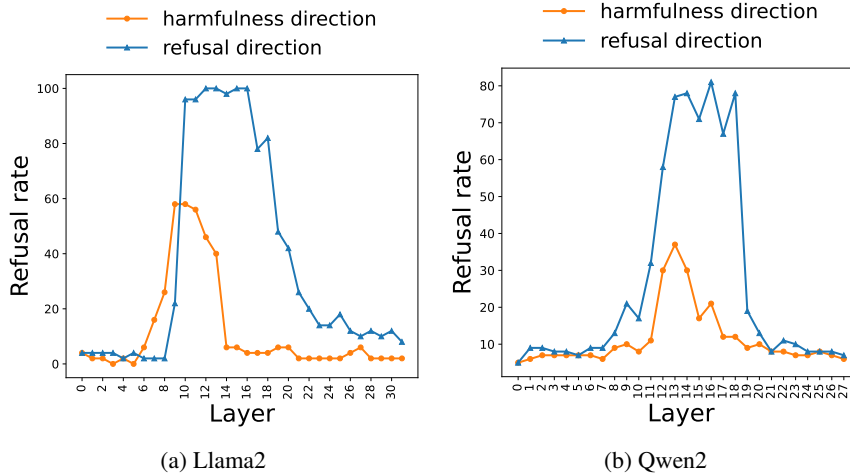 harmfulness direction
refusal direction
100
80
60
40
20
0
Refusal rate
0 2 4 6 8 10 12 14 16 18 20 22 24 26 28 30
Layer
(a) Llama2
harmfulness direction
refusal direction
80
70
60
50
40
30
20
10
Refusal rate
0 1 2 3 4 5 6 7 8 9 10 11 12 13 14 15 16 17 18 19 20 21 22 23 24 25 26 27
Layer
(b) Qwen2